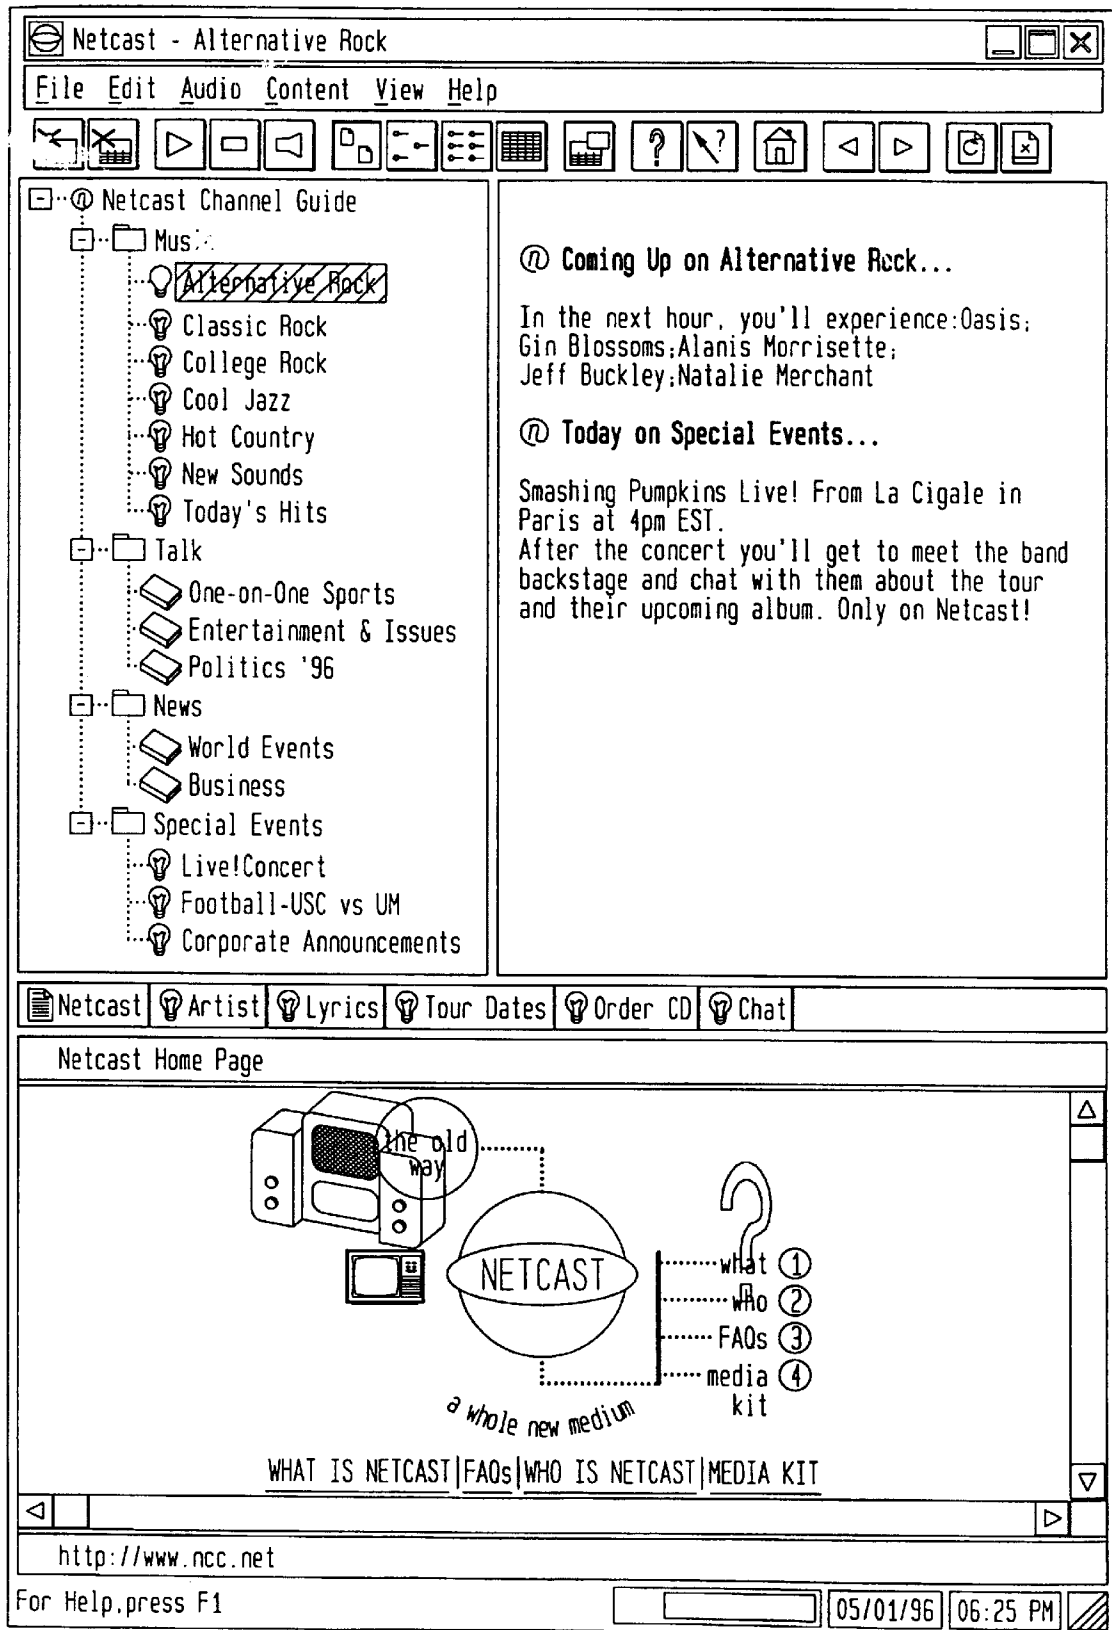 Netcast - Alternative Rock
File Edit Audio Content View Help
Netcast Channel Guide
Music
Alternative Rock
Classic Rock
College Rock
Cool Jazz
Hot Country
New Sounds
Today's Hits
Talk
One-on-One Sports
Entertainment & Issues
Politics '96
News
World Events
Business
Special Events
Live!Concert
Football-USC vs UM
Corporate Announcements
Coming Up on Alternative Rock...
In the next hour, you'll experience:Oasis;
Gin Blossoms;Alanis Morrisette;
Jeff Buckley;Natalie Merchant
Today on Special Events...
Smashing Pumpkins Live! From La Cigale in
Paris at 4pm EST.
After the concert you'll get to meet the band
backstage and chat with them about the tour
and their upcoming album. Only on Netcast!
Netcast Artist Lyrics Tour Dates Order CD Chat
Netcast Home Page
the old
way
NETCAST
what 1
who 2
FAQs 3
media 4
kit
a whole new medium
WHAT IS NETCAST|FAQs|WHO IS NETCAST|MEDIA KIT
http://www.ncc.net
For Help,press F1
05/01/96 06:25 PM